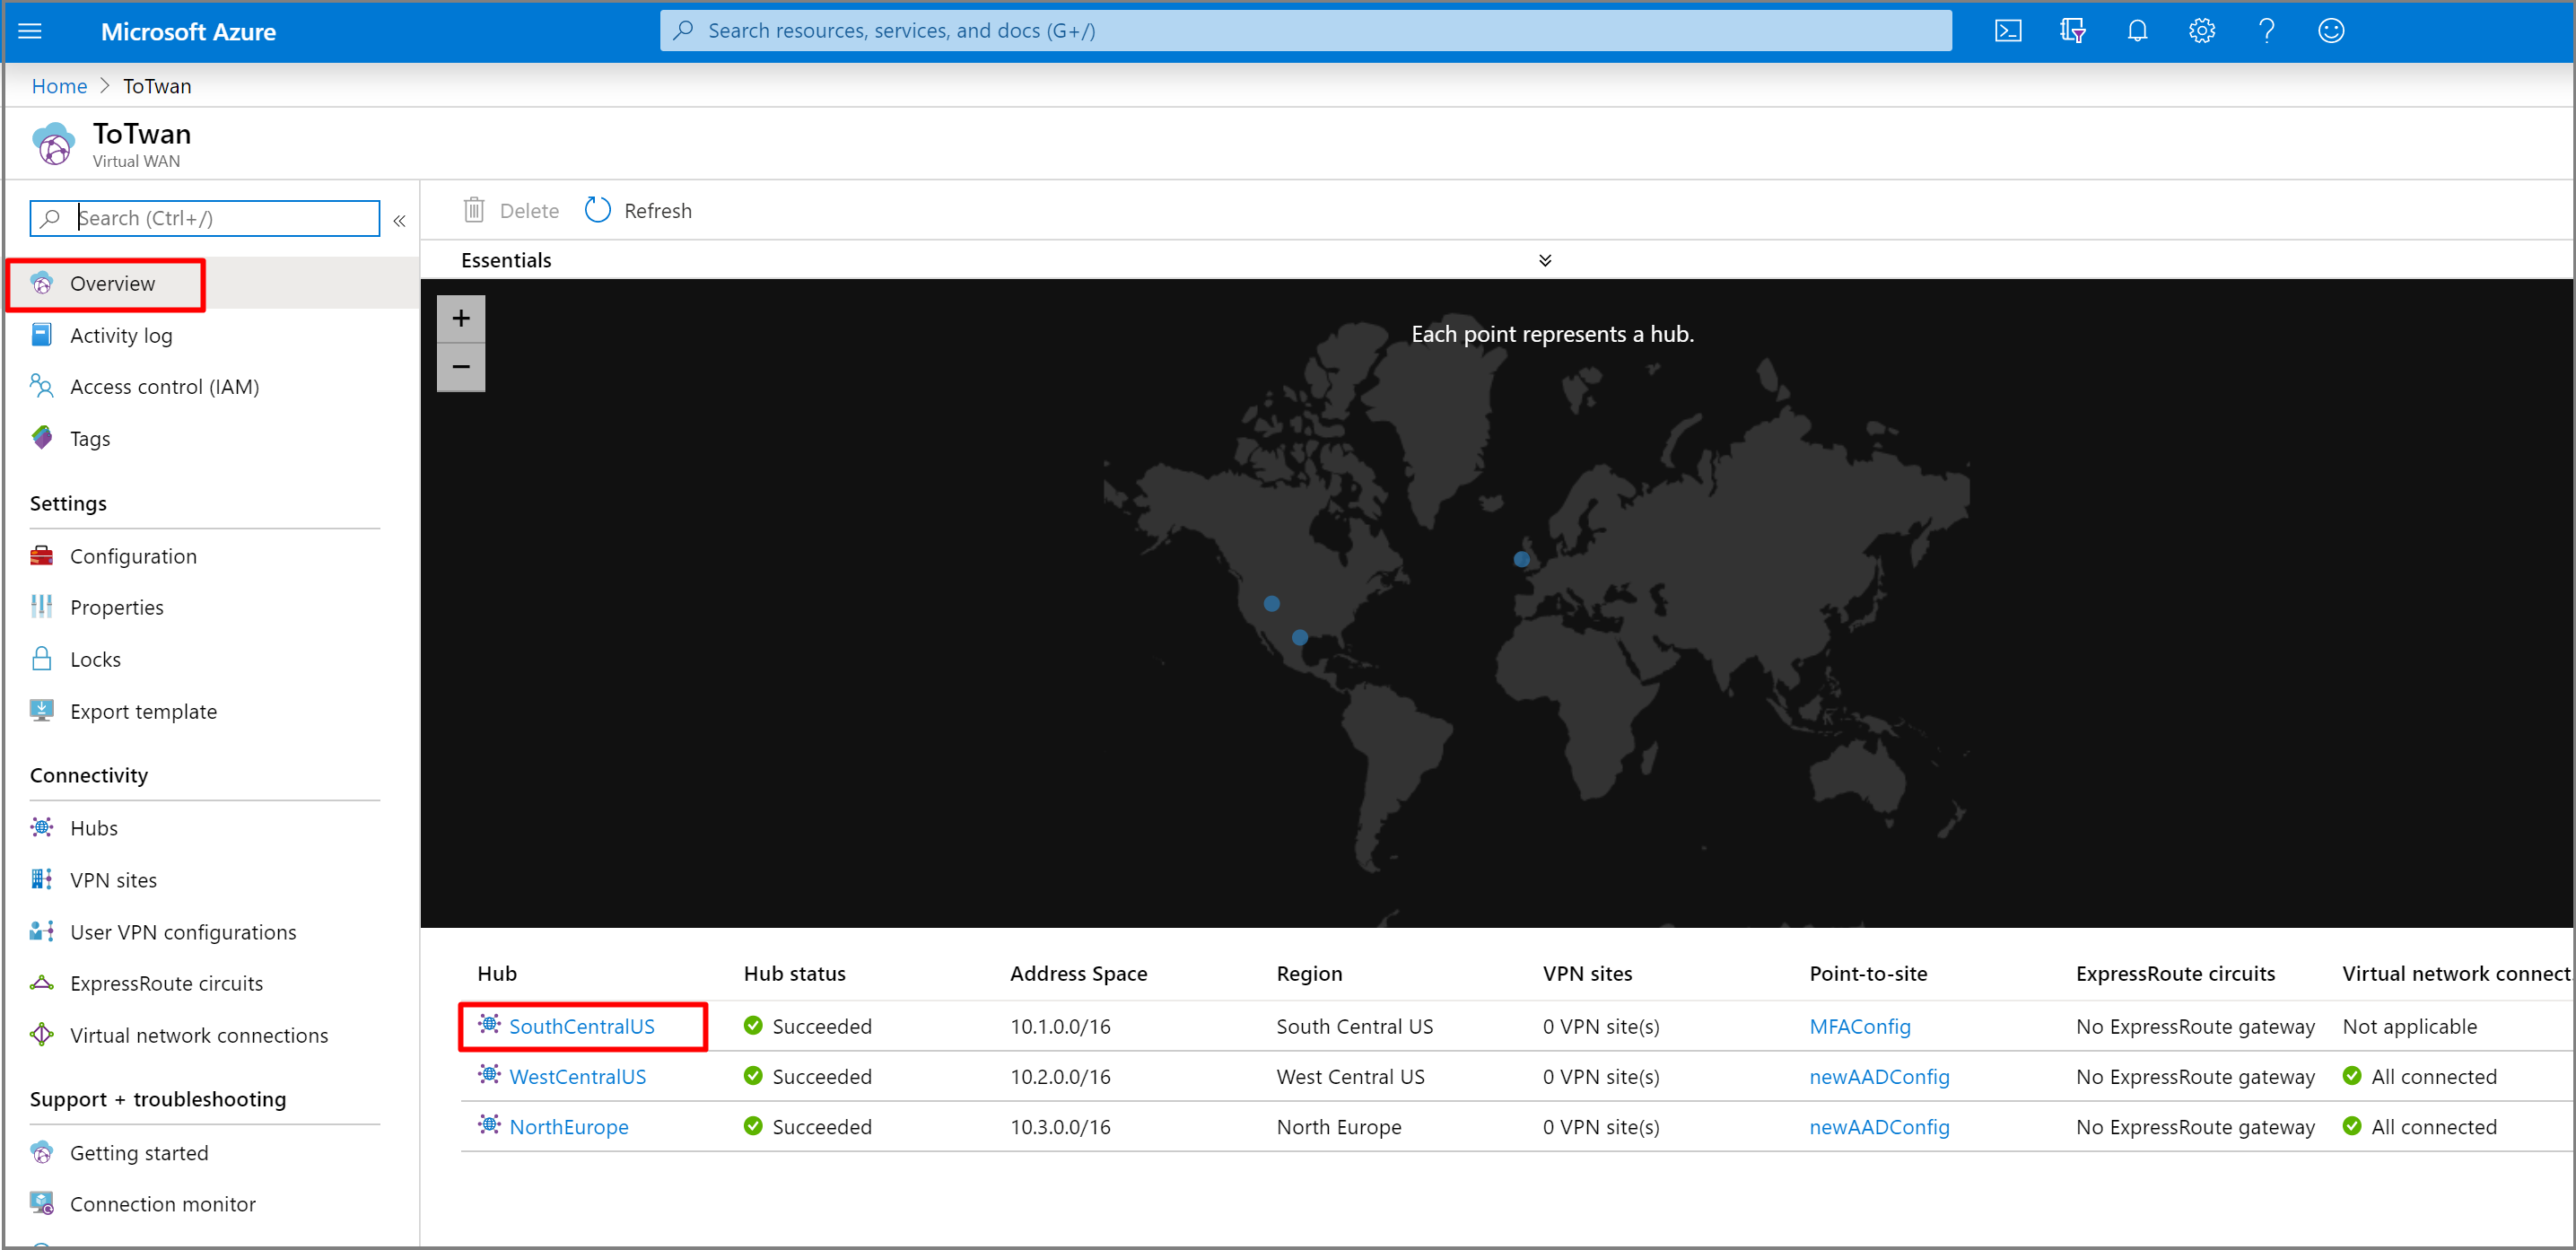 Microsoft Azure
Search resources, services, and docs (G+/)
Home > ToTwan
ToTwan
Virtual WAN
Search (Ctrl+/)
«
Delete
Refresh
Essentials
Overview
Activity log
Access control (IAM)
Tags
Settings
Configuration
Properties
Locks
Export template
Connectivity
Hubs
VPN sites
User VPN configurations
ExpressRoute circuits
Virtual network connections
Support + troubleshooting
Getting started
Connection monitor
+
−
Each point represents a hub.
Hub Hub status Address Space Region VPN sites Point-to-site ExpressRoute circuits Virtual network connect
SouthCentralUS Succeeded 10.1.0.0/16 South Central US 0 VPN site(s) MFAConfig No ExpressRoute gateway Not applicable
WestCentralUS Succeeded 10.2.0.0/16 West Central US 0 VPN site(s) newAADConfig No ExpressRoute gateway All connected
NorthEurope Succeeded 10.3.0.0/16 North Europe 0 VPN site(s) newAADConfig No ExpressRoute gateway All connected